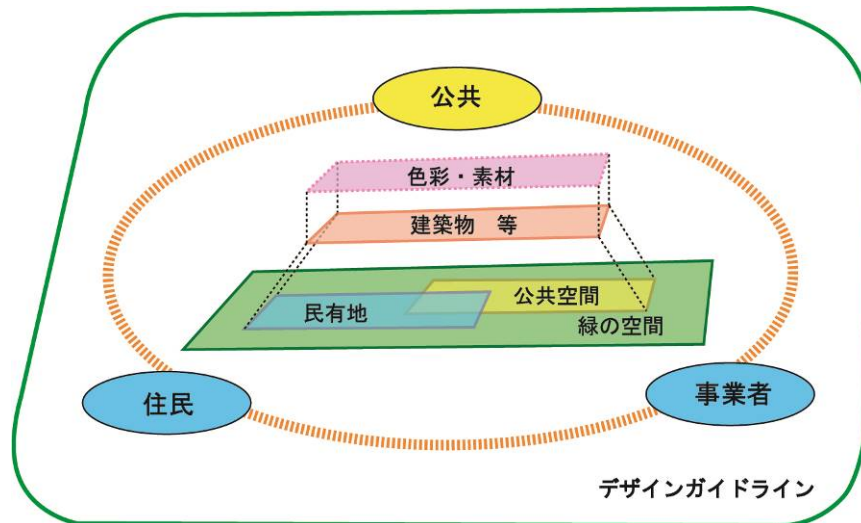 公共
色彩・素材
建築物　等
公共空間
民有地
緑の空間
住民
事業者
デザインガイドライン